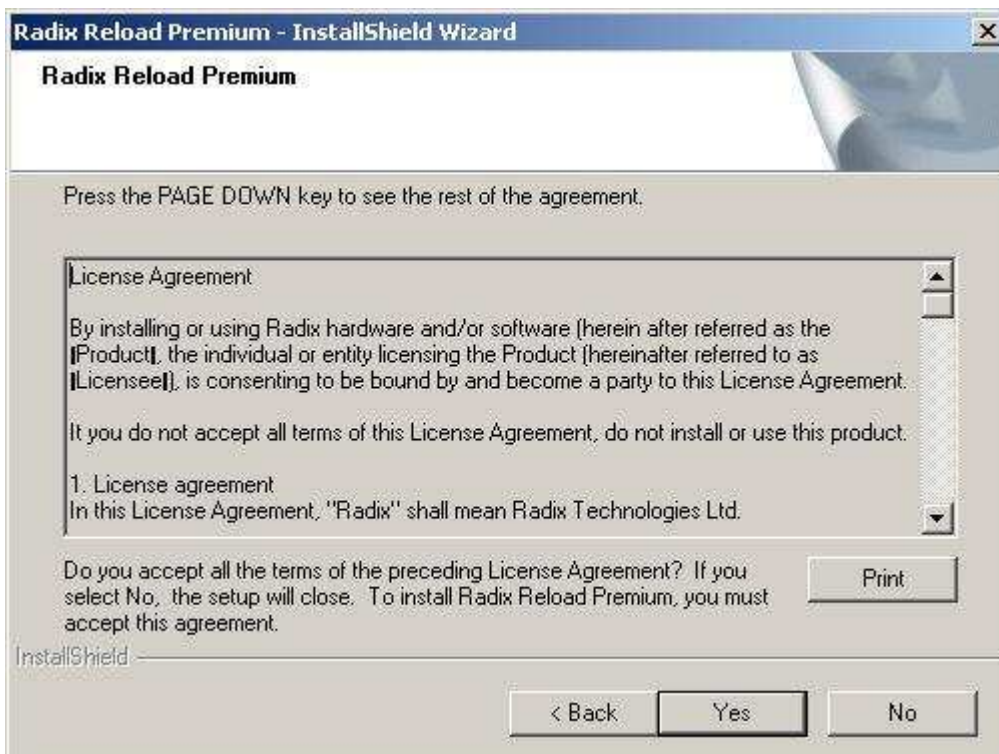 Radix Reload Premium - InstallShield Wizard
Radix Reload Premium
Press the PAGE DOWN key to see the rest of the agreement.
License Agreement
By installing or using Radix hardware and/or software (herein after referred as the
|Product|, the individual or entity licensing the Product (hereinafter referred to as
|Licensee|), is consenting to be bound by and become a party to this License Agreement.
It you do not accept all terms of this License Agreement, do not install or use this product.
1. License agreement
In this License Agreement, "Radix" shall mean Radix Technologies Ltd.
Do you accept all the terms of the preceding License Agreement? If you
select No, the setup will close. To install Radix Reload Premium, you must
accept this agreement.
Print
InstallShield
< Back
Yes
No